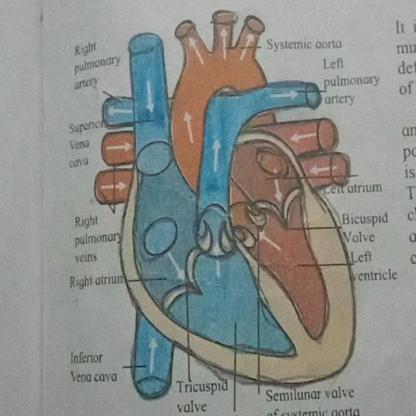 Right
pulmonary
artery
Systemic aorta
Left
pulmonary
artery
Superior
Vena
cava
Left atrium
Right
pulmonary
veins
Bicuspid
Valve
Left
ventricle
Right atrium
Inferior
Vena cava
Tricuspid
valve
Semilunar valve
of systemic aorta
It i
mu
def
of
an
po
is
T
c